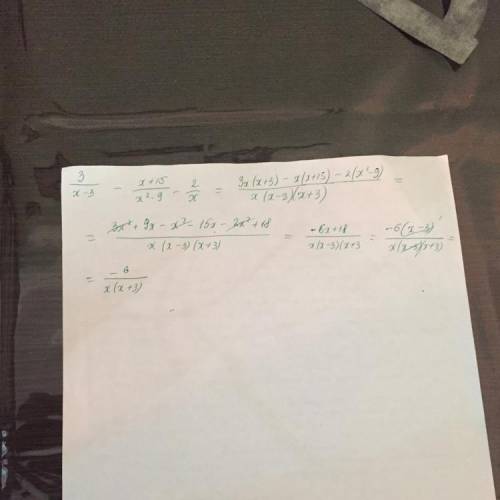 3/(x-3) - (x+15)/(x²-9) - 2/x = (3x(x+3) - x(x+15) - 2(x²-9))/(x(x-3)(x+3)) =
= (3x² + 9x - x² - 15x - 2x² + 18)/(x(x-3)(x+3)) = (-6x+18)/(x(x-3)(x+3) = (-6(x-3)¹)/(x(x-3)(x+3)) =
= (-6)/(x(x+3))